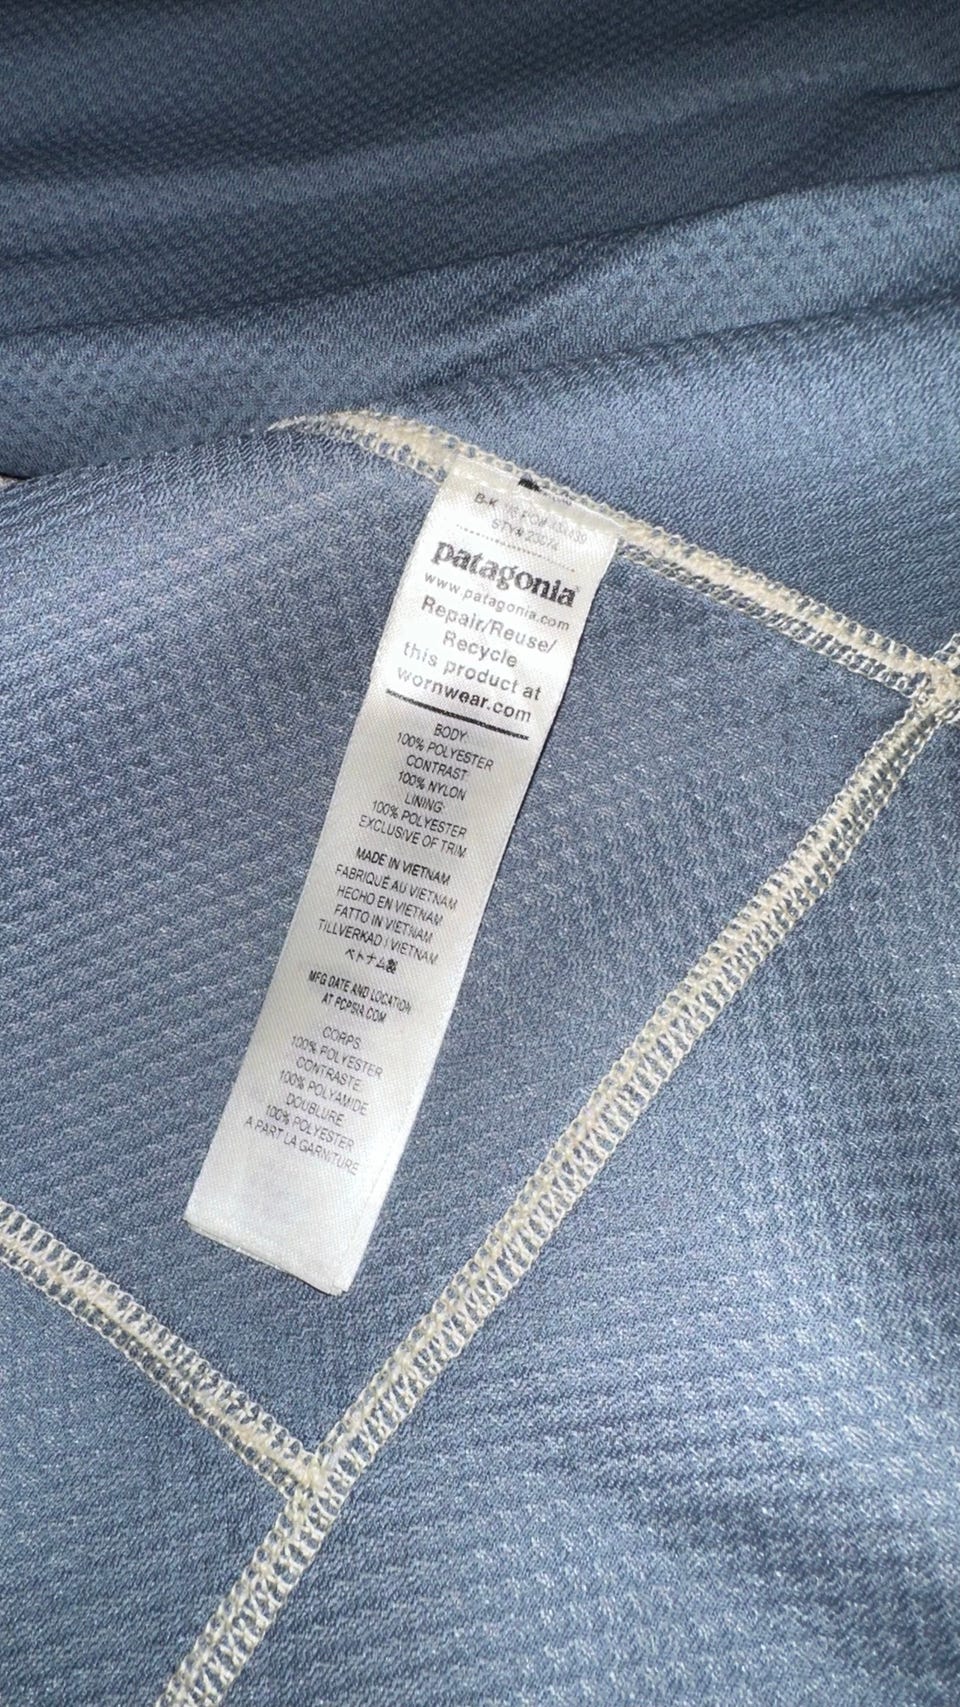 B-K
STY# 23074
patagonia
www.patagonia.com
Repair/Reuse/
Recycle
this product at
wornwear.com
BODY:
100% POLYESTER
CONTRAST:
100% NYLON
LINING:
100% POLYESTER
EXCLUSIVE OF TRIM
MADE IN VIETNAM
FABRIQUÉ AU VIETNAM
HECHO EN VIETNAM
FATTO IN VIETNAM
TILLVERKAD I VIETNAM
ベトナム製
MFG DATE AND LOCATION
AT PCPSIA.COM
CORPS:
100% POLYESTER
CONTRASTE:
100% POLYAMIDE
DOUBLURE:
100% POLYESTER
A PART LA GARNITURE